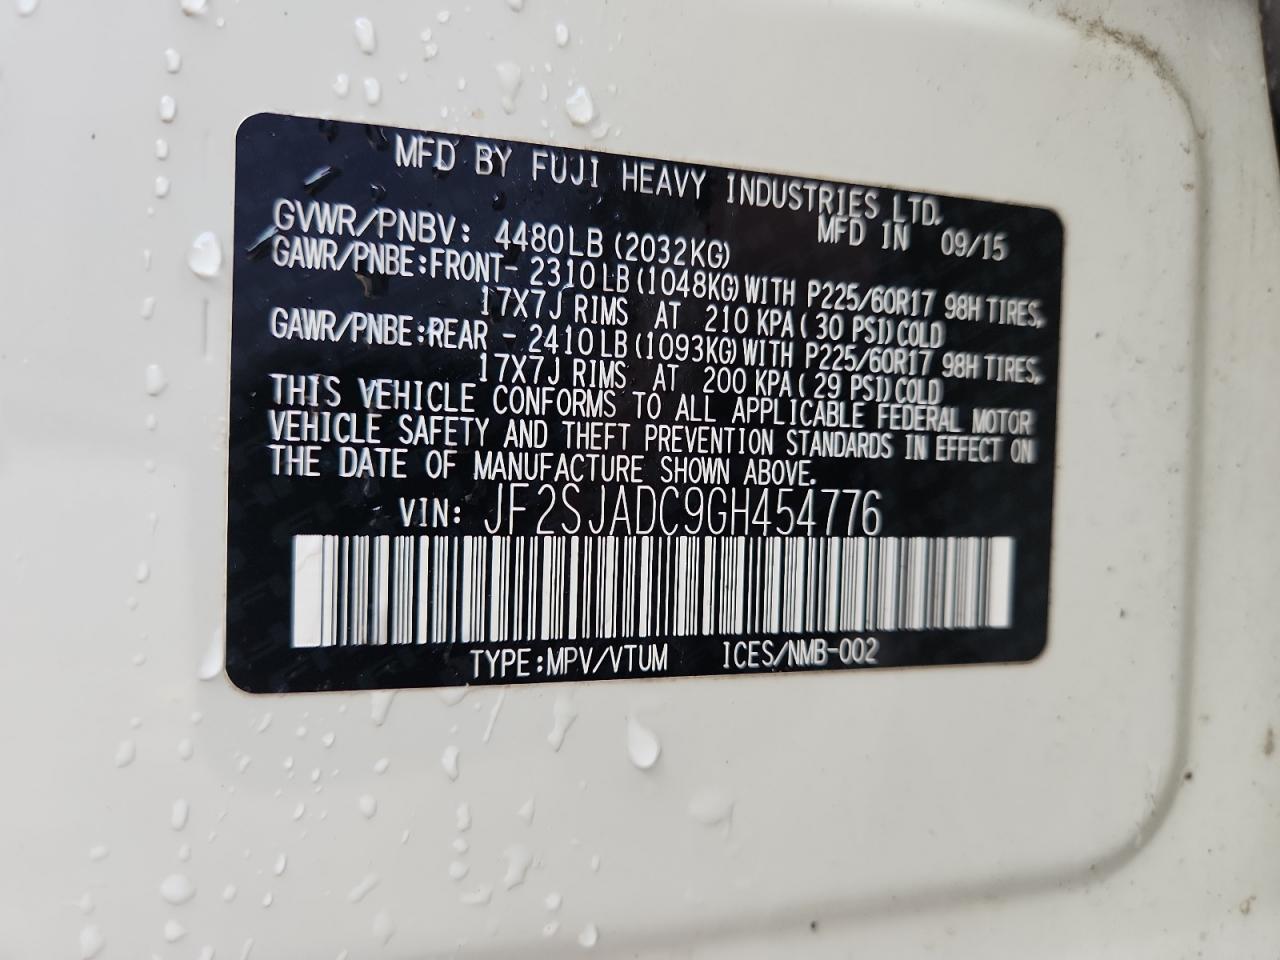 MFD BY FUJI HEAVY INDUSTRIES LTD.
MFD IN 09/15
GVWR/PNBV: 4480LB (2032KG)
GAWR/PNBE:FRONT- 2310LB (1048KG) WITH P225/60R17 98H TIRES,
17X7J RIMS AT 210 KPA ( 30 PSI) COLD
GAWR/PNBE:REAR - 2410LB (1093KG) WITH P225/60R17 98H TIRES,
17X7J RIMS AT 200 KPA ( 29 PSI) COLD
THIS VEHICLE CONFORMS TO ALL APPLICABLE FEDERAL MOTOR
VEHICLE SAFETY AND THEFT PREVENTION STANDARDS IN EFFECT ON
THE DATE OF MANUFACTURE SHOWN ABOVE.
VIN: JF2SJADC9GH454776
TYPE:MPV/VTUM ICES/NMB-002